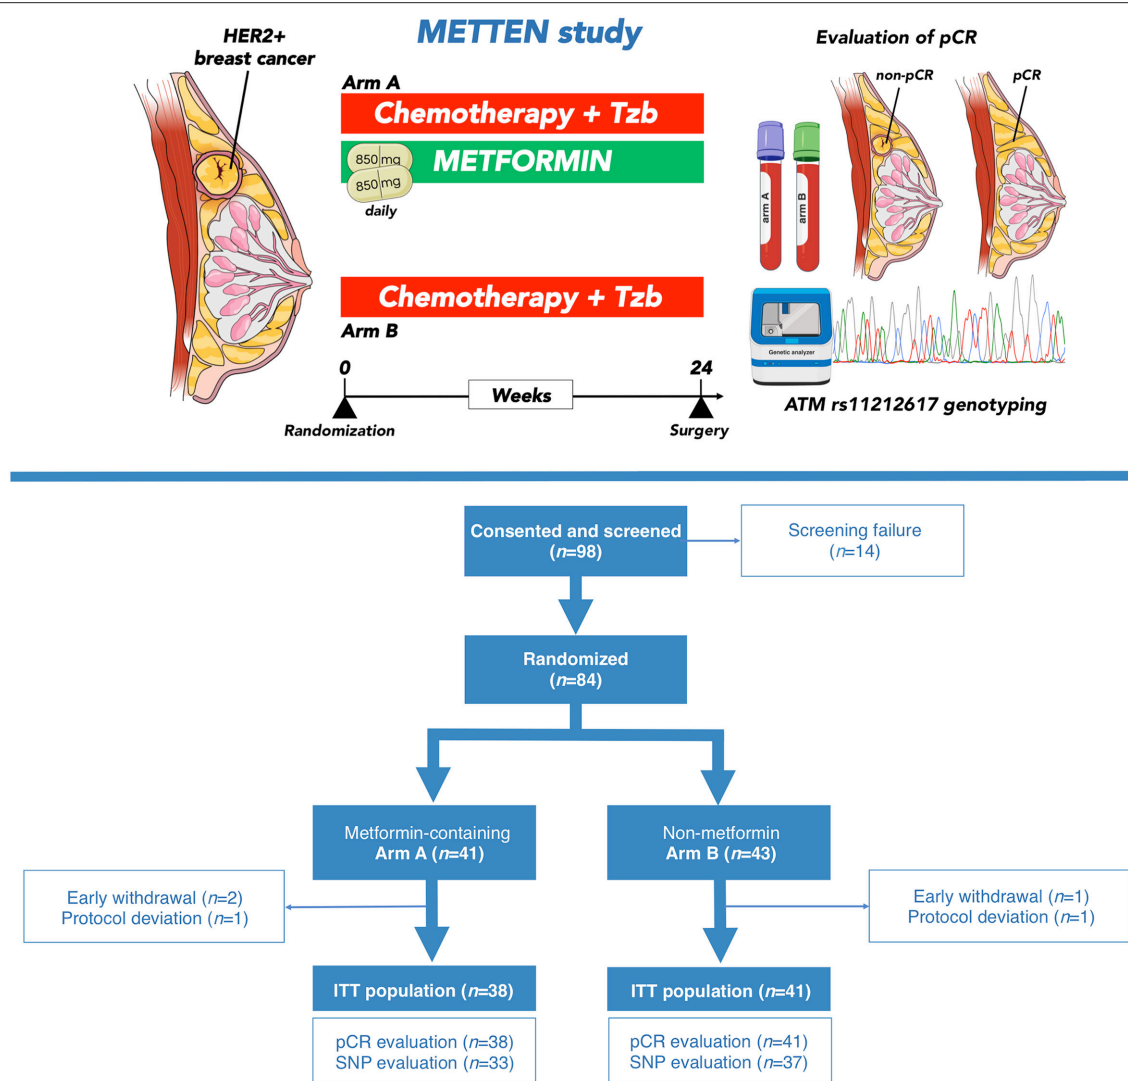 METTEN study
HER2+
breast cancer
Arm A
Chemotherapy + Tzb
METFORMIN
850 mg
850 mg
daily
Chemotherapy + Tzb
Arm B
0
24
Weeks
Randomization
Surgery
Evaluation of pCR
non-pCR
pCR
arm A
arm B
Genetic analyzer
ATM rs11212617 genotyping
Consented and screened
(n=98)
Screening failure
(n=14)
Randomized
(n=84)
Metformin-containing
Arm A (n=41)
Non-metformin
Arm B (n=43)
Early withdrawal (n=2)
Protocol deviation (n=1)
Early withdrawal (n=1)
Protocol deviation (n=1)
ITT population (n=38)
ITT population (n=41)
pCR evaluation (n=38)
SNP evaluation (n=33)
pCR evaluation (n=41)
SNP evaluation (n=37)